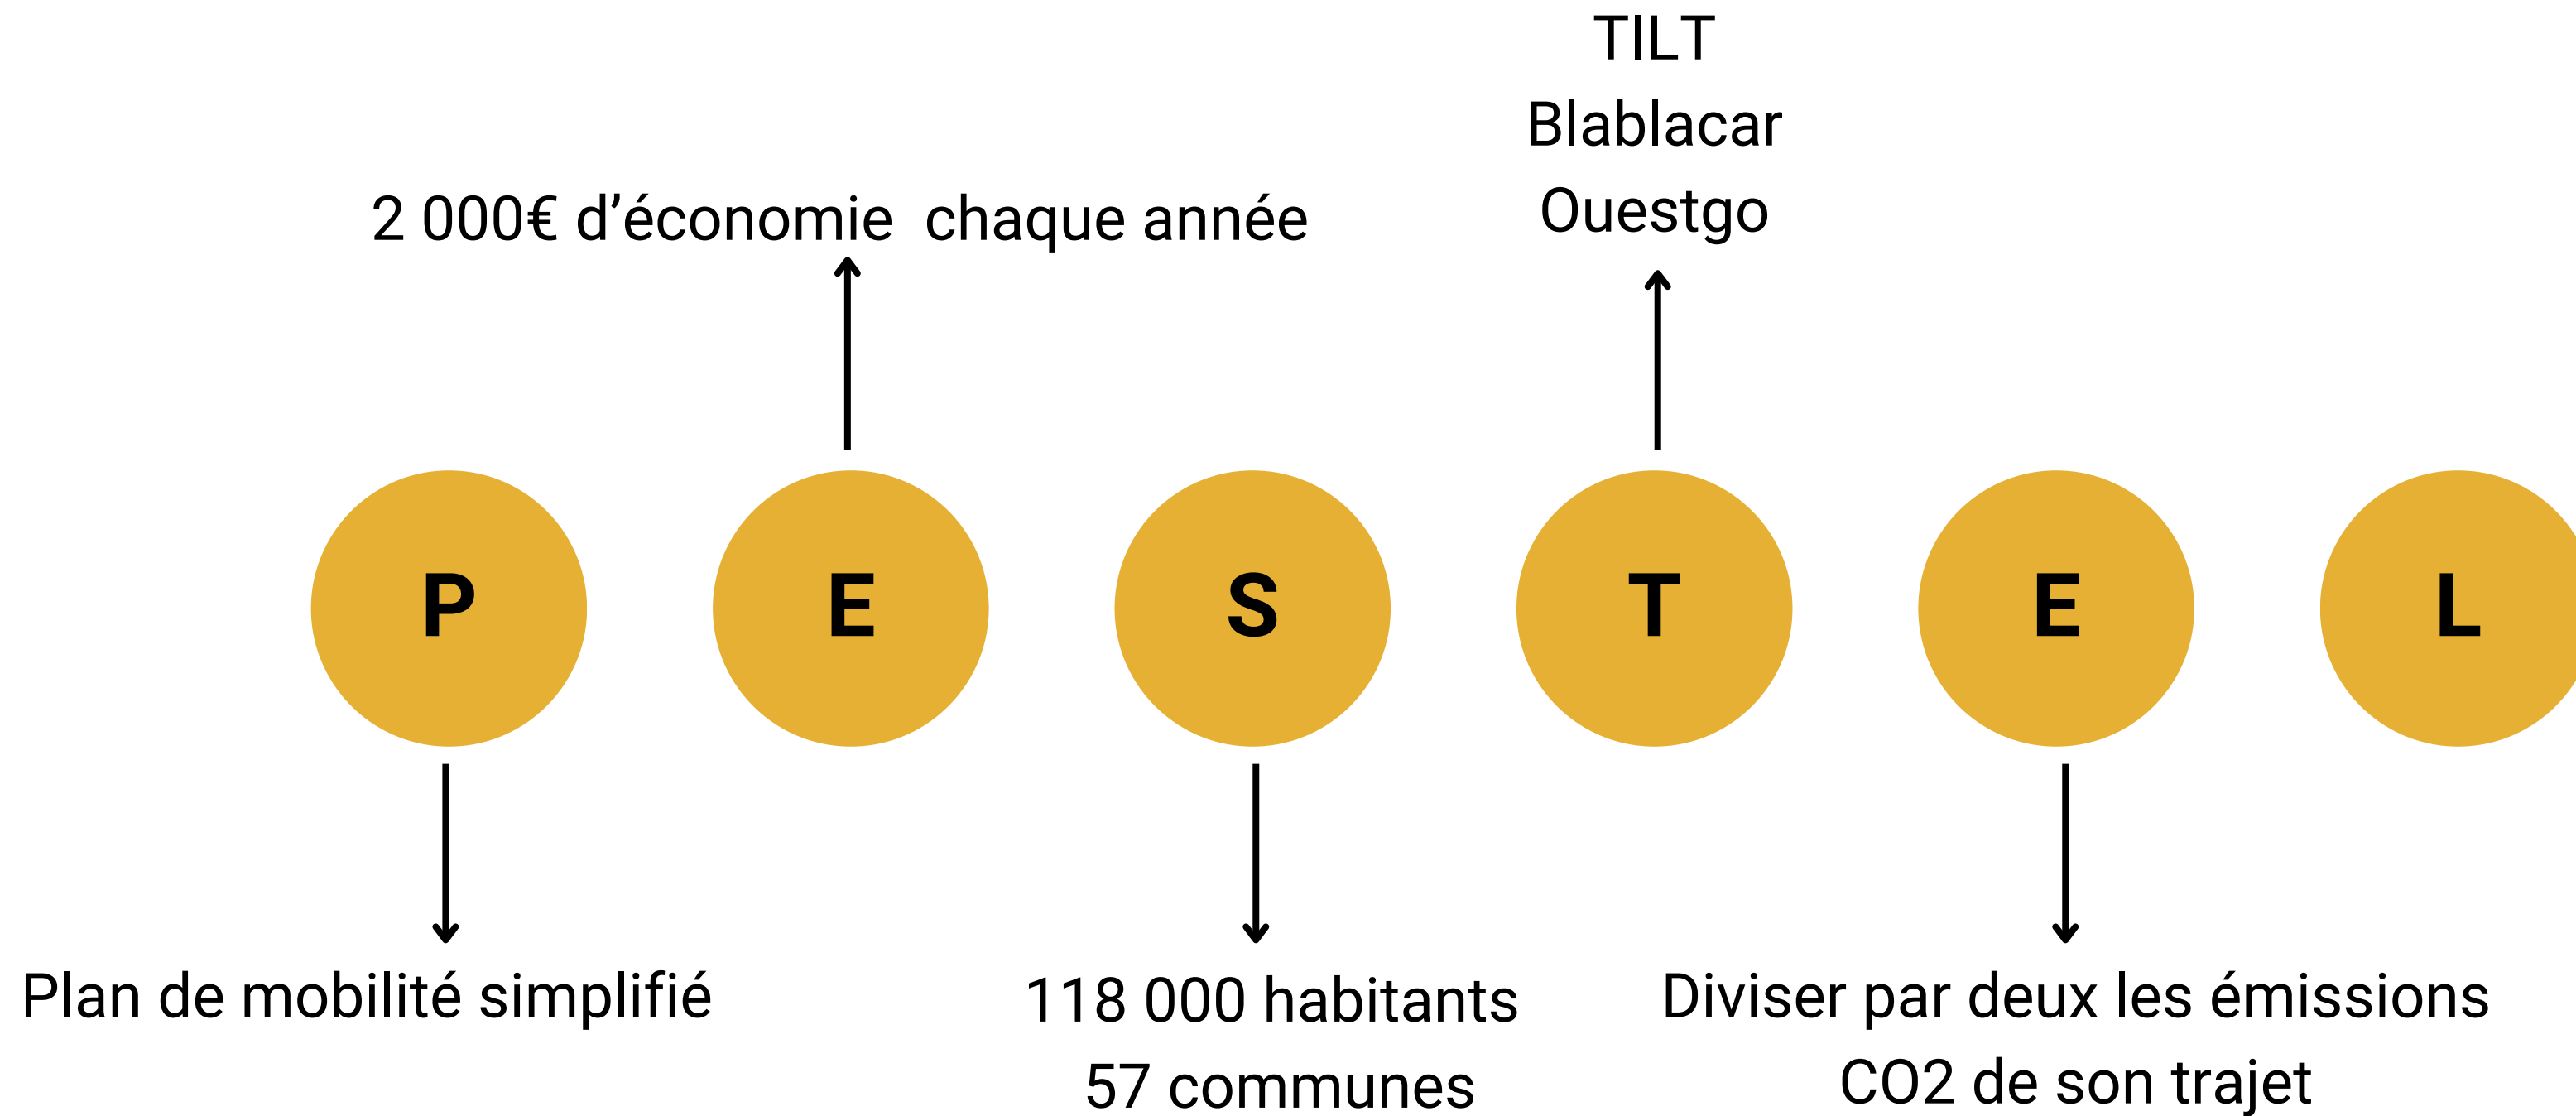 TILT
Blablacar
Ouestgo
2 000€ d’économie  chaque année
P
E
S
T
E
L
Plan de mobilité simplifié
118 000 habitants
57 communes
Diviser par deux les émissions
CO2 de son trajet